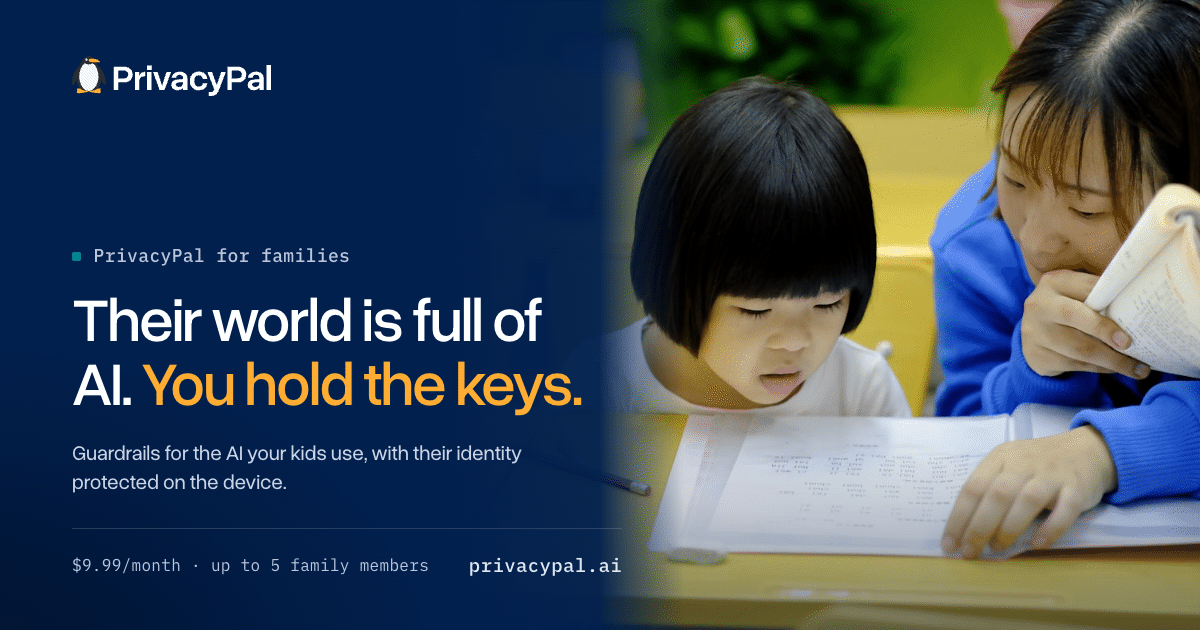 PrivacyPal
PrivacyPal for families
Their world is full of
AI. You hold the keys.
Guardrails for the AI your kids use, with their identity
protected on the device.
$9.99/month · up to 5 family members
privacypal.ai